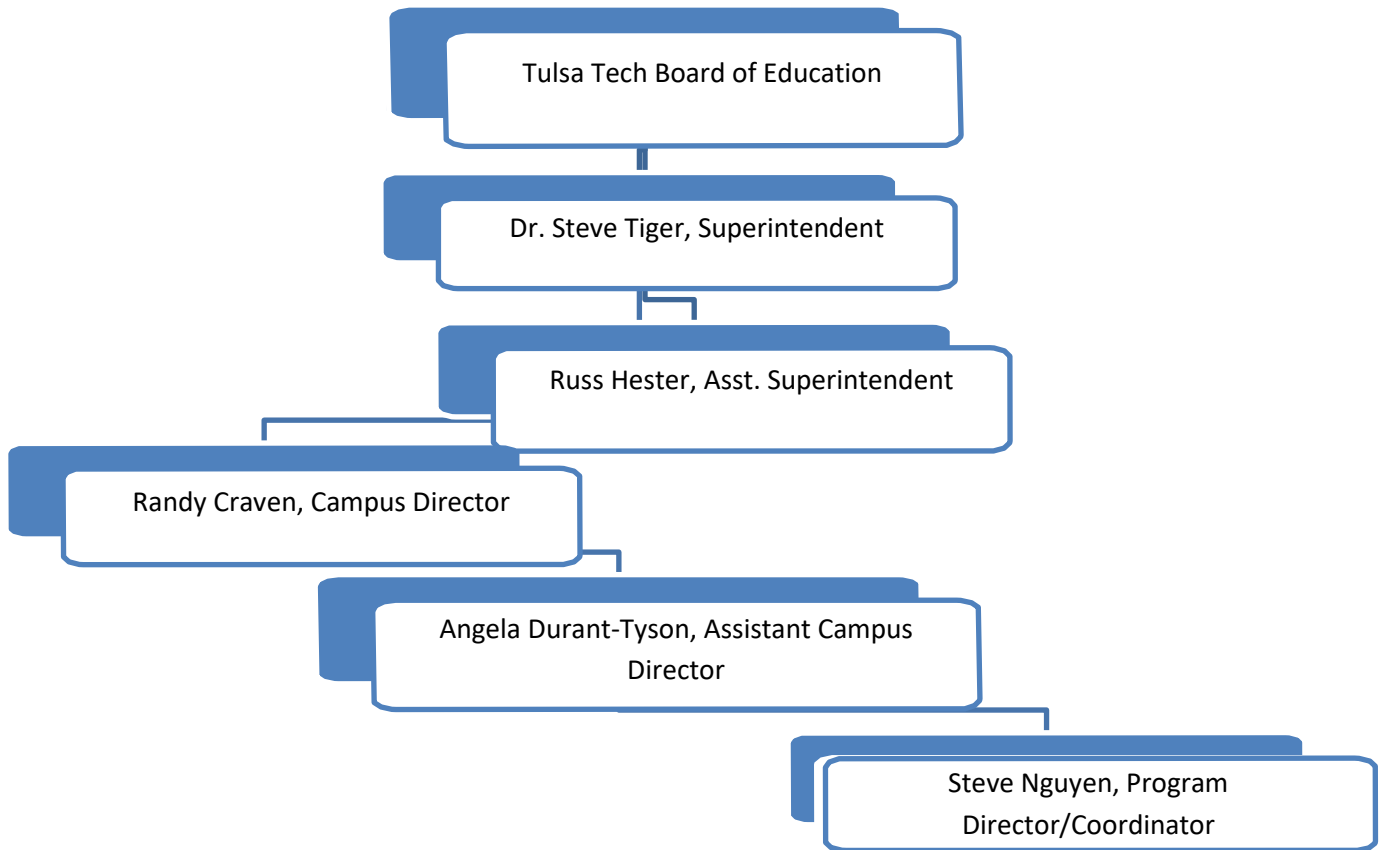 Tulsa Tech Board of Education
Dr. Steve Tiger, Superintendent
Russ Hester, Asst. Superintendent
Randy Craven, Campus Director
Angela Durant-Tyson, Assistant Campus
Director
Steve Nguyen, Program
Director/Coordinator